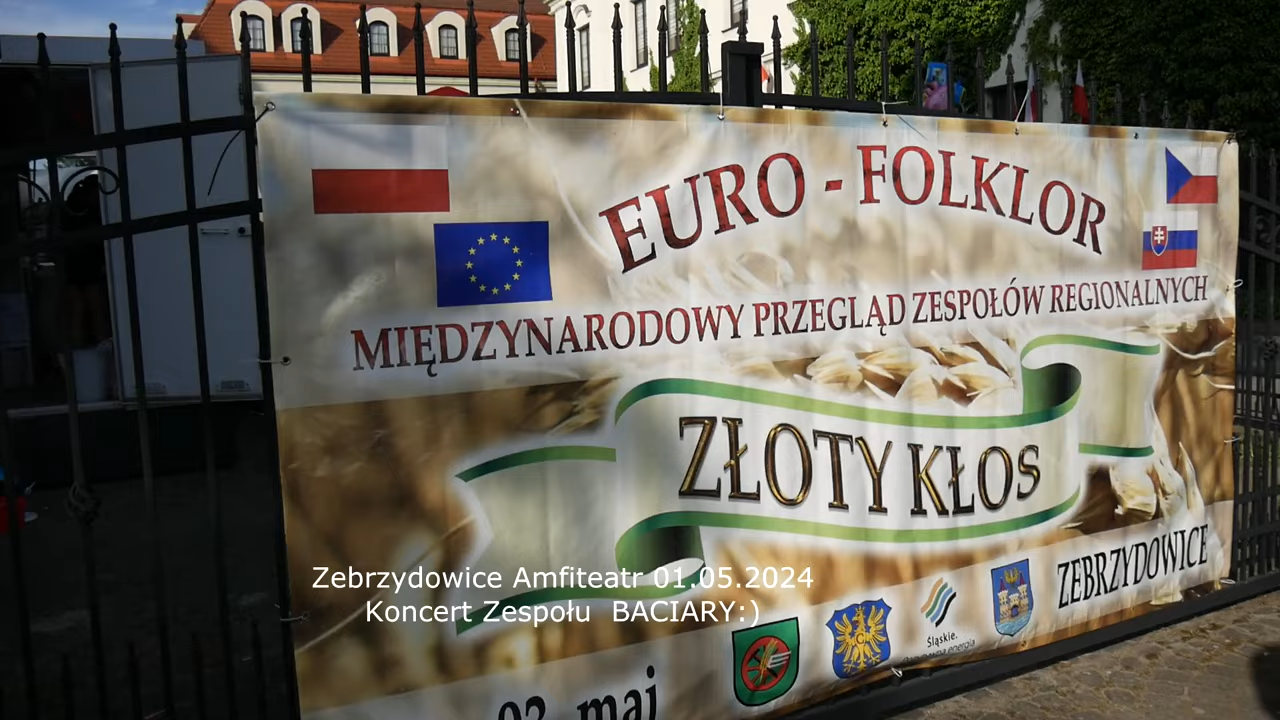 EURO - FOLKLOR
MIĘDZYNARODOWY PRZEGLĄD ZESPOŁÓW REGIONALNYCH
ZŁOTY KŁOS
ZEBRZYDOWICE
Zebrzydowice Amfiteatr 01.05.2024
Koncert Zespołu BACIARY:)
Śląskie.
maj